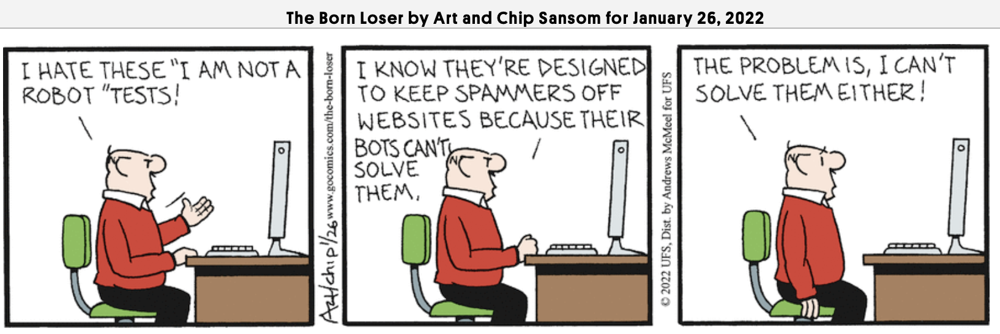 The Born Loser by Art and Chip Sansom for January 26, 2022
I HATE THESE "I AM NOT A
ROBOT "TESTS!
Art/chip 1/26
www.gocomics.com/the-born-loser
I KNOW THEY'RE DESIGNED
TO KEEP SPAMMERS OFF
WEBSITES BECAUSE THEIR
BOTS CAN'T
SOLVE
THEM.
© 2022 UFS, Dist. by Andrews McMeel for UFS
THE PROBLEM IS, I CAN'T
SOLVE THEM EITHER!